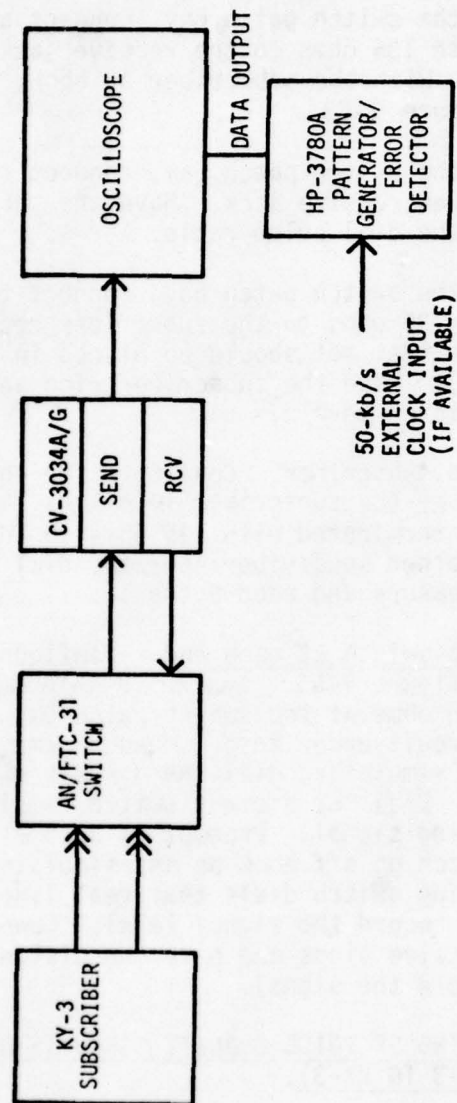 KY-3
SUBSCRIBER
AN/FTC-31
SWITCH
CV-3034A/G
SEND
RCV
OSCILLOSCOPE
DATA OUTPUT
HP-3780A
PATTERN
GENERATOR/
ERROR
DETECTOR
50-kb/s
EXTERNAL
CLOCK INPUT
(IF AVAILABLE)